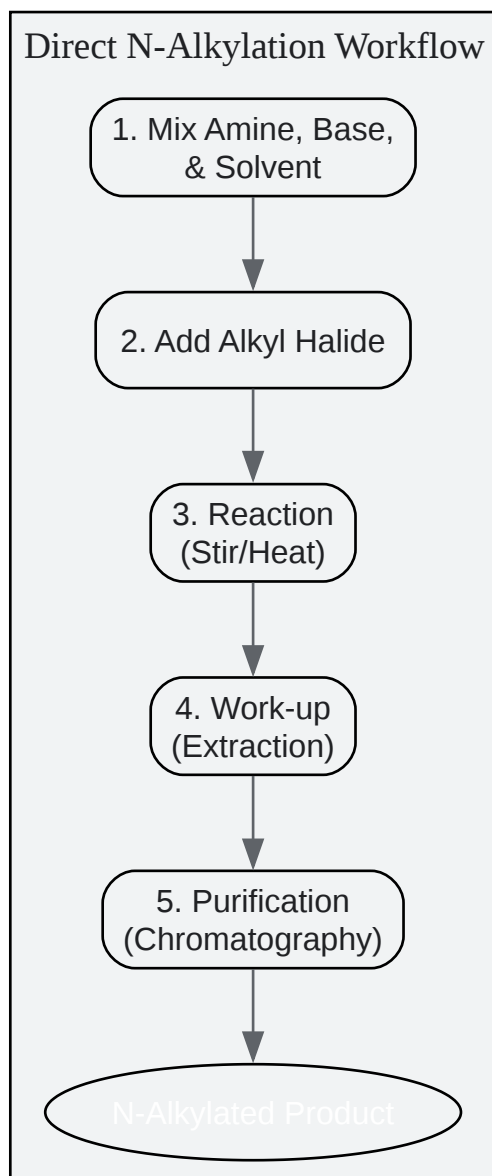 Direct N-Alkylation Workflow
1. Mix Amine, Base,
& Solvent
2. Add Alkyl Halide
3. Reaction
(Stir/Heat)
4. Work-up
(Extraction)
5. Purification
(Chromatography)
N-Alkylated Product